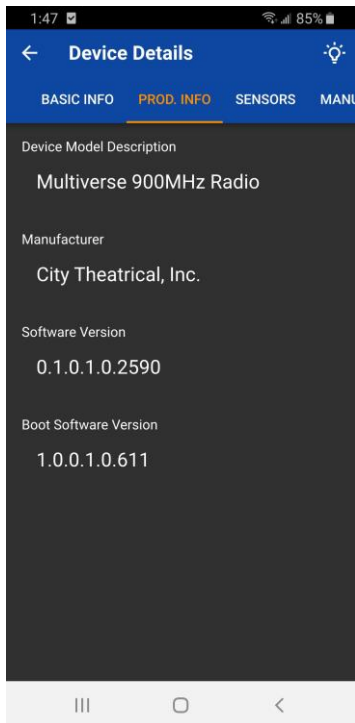 1:47 85%
Device Details
BASIC INFO PROD. INFO SENSORS MANU
Device Model Description
Multiverse 900MHz Radio
Manufacturer
City Theatrical, Inc.
Software Version
0.1.0.1.0.2590
Boot Software Version
1.0.0.1.0.611